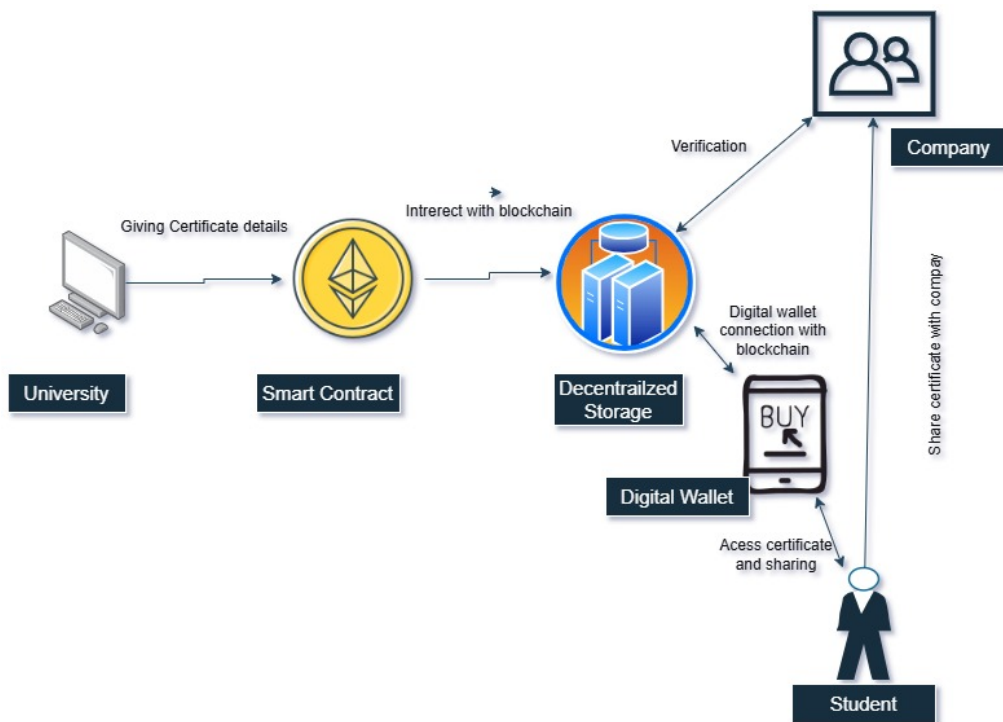 Company
Verification
Intrerect with blockchain
Giving Certificate details
Share certificate with compay
Digital wallet
connection with
blockchain
University
Smart Contract
Decentrailzed
Storage
BUY
Digital Wallet
Acess certificate
and sharing
Student